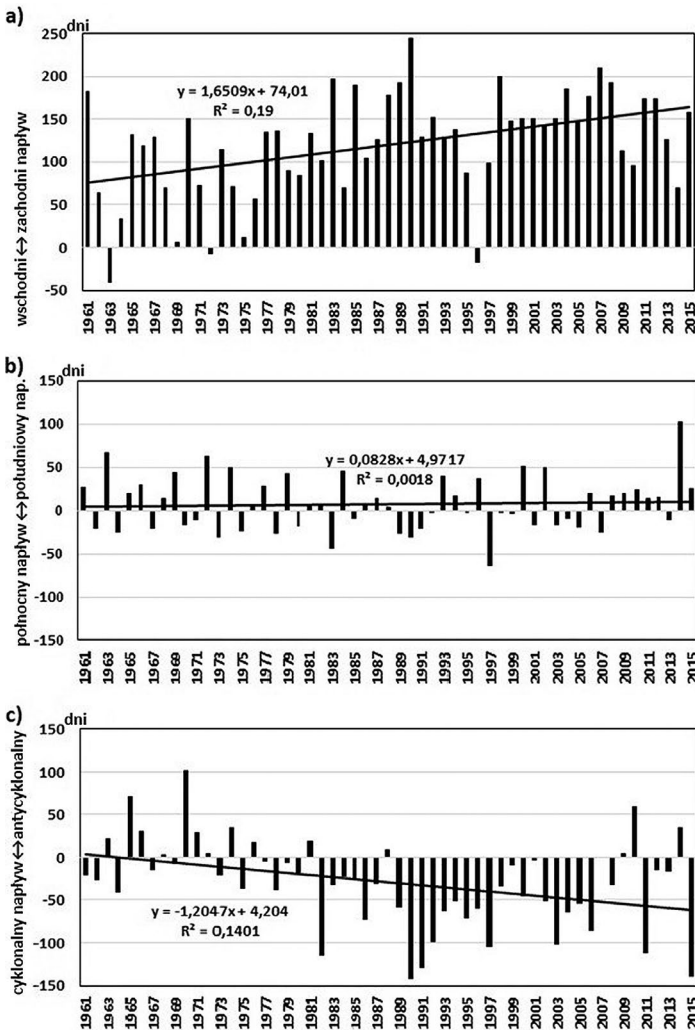 a)
dni
250
200
150
100
50
0
-50
wschodni ↔ zachodni napływ
y = 1,6509x + 74,01
R² = 0,19
1961 1963 1965 1967 1969 1971 1973 1975 1977 1979 1981 1983 1985 1987 1989 1991 1993 1995 1997 1999 2001 2003 2005 2007 2009 2011 2013 2015
b)
dni
150
100
50
0
-50
-100
-150
połnocny napływ ↔ południowy nap.
y = 0,0828x + 4,9717
R² = 0,0018
1961 1963 1965 1967 1969 1971 1973 1975 1977 1979 1981 1983 1985 1987 1989 1991 1993 1995 1997 1999 2001 2003 2005 2007 2009 2011 2013 2015
c)
dni
150
100
50
0
-50
-100
-150
cyklonalny napływ ↔ antycyklonalny
y = -1,2047x + 4,204
R² = 0,1401
1961 1963 1965 1967 1969 1971 1973 1975 1977 1979 1981 1983 1985 1987 1989 1991 1993 1995 1997 1999 2001 2003 2005 2007 2009 2011 2013 2015